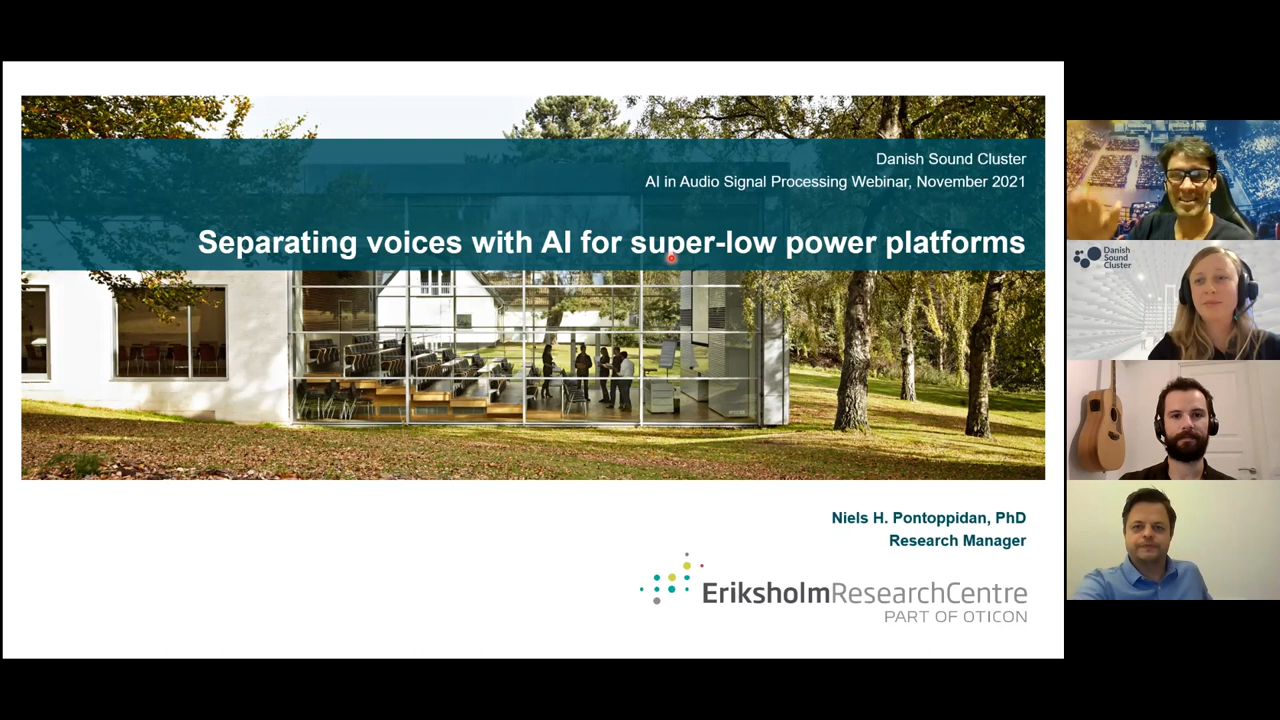 Danish Sound Cluster
AI in Audio Signal Processing Webinar, November 2021
Separating voices with AI for super-low power platforms
Niels H. Pontoppidan, PhD
Research Manager
EriksholmResearchCentre
PART OF OTICON
Danish
Sound
Cluster